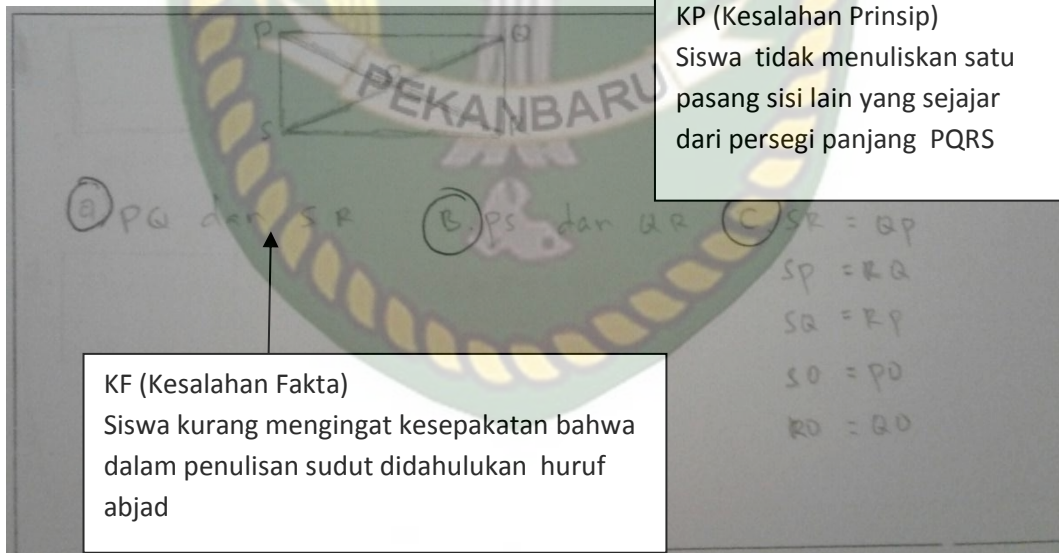 KP (Kesalahan Prinsip)
Siswa tidak menuliskan satu
pasang sisi lain yang sejajar
dari persegi panjang PQRS
P
Q
O
S
PEKANBARU
a PQ dan SR B. PS dan QR C. SR = QP
SP = RQ
SQ = RP
SO = PO
RO = QO
KF (Kesalahan Fakta)
Siswa kurang mengingat kesepakatan bahwa
dalam penulisan sudut didahulukan huruf
abjad